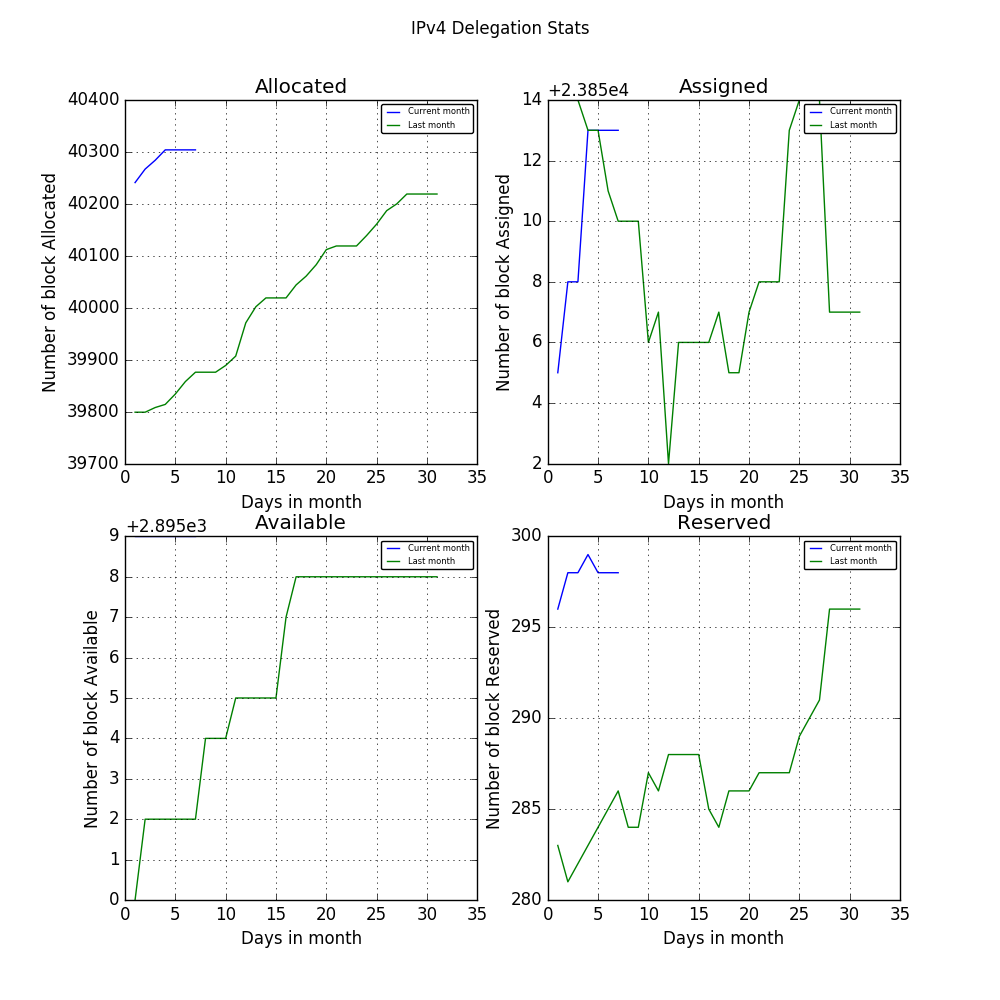 IPv4 Delegation Stats
Allocated
Number of block Allocated
40400
40300
40200
40100
40000
39900
39800
39700
0 5 10 15 20 25 30 35
Days in month
Current month
Last month
Assigned
+2.385e4
Number of block Assigned
14
12
10
8
6
4
2
0 5 10 15 20 25 30 35
Days in month
Current month
Last month
Available
+2.895e3
Number of block Available
9
8
7
6
5
4
3
2
1
0
0 5 10 15 20 25 30 35
Days in month
Current month
Last month
Reserved
Number of block Reserved
300
295
290
285
280
0 5 10 15 20 25 30 35
Days in month
Current month
Last month